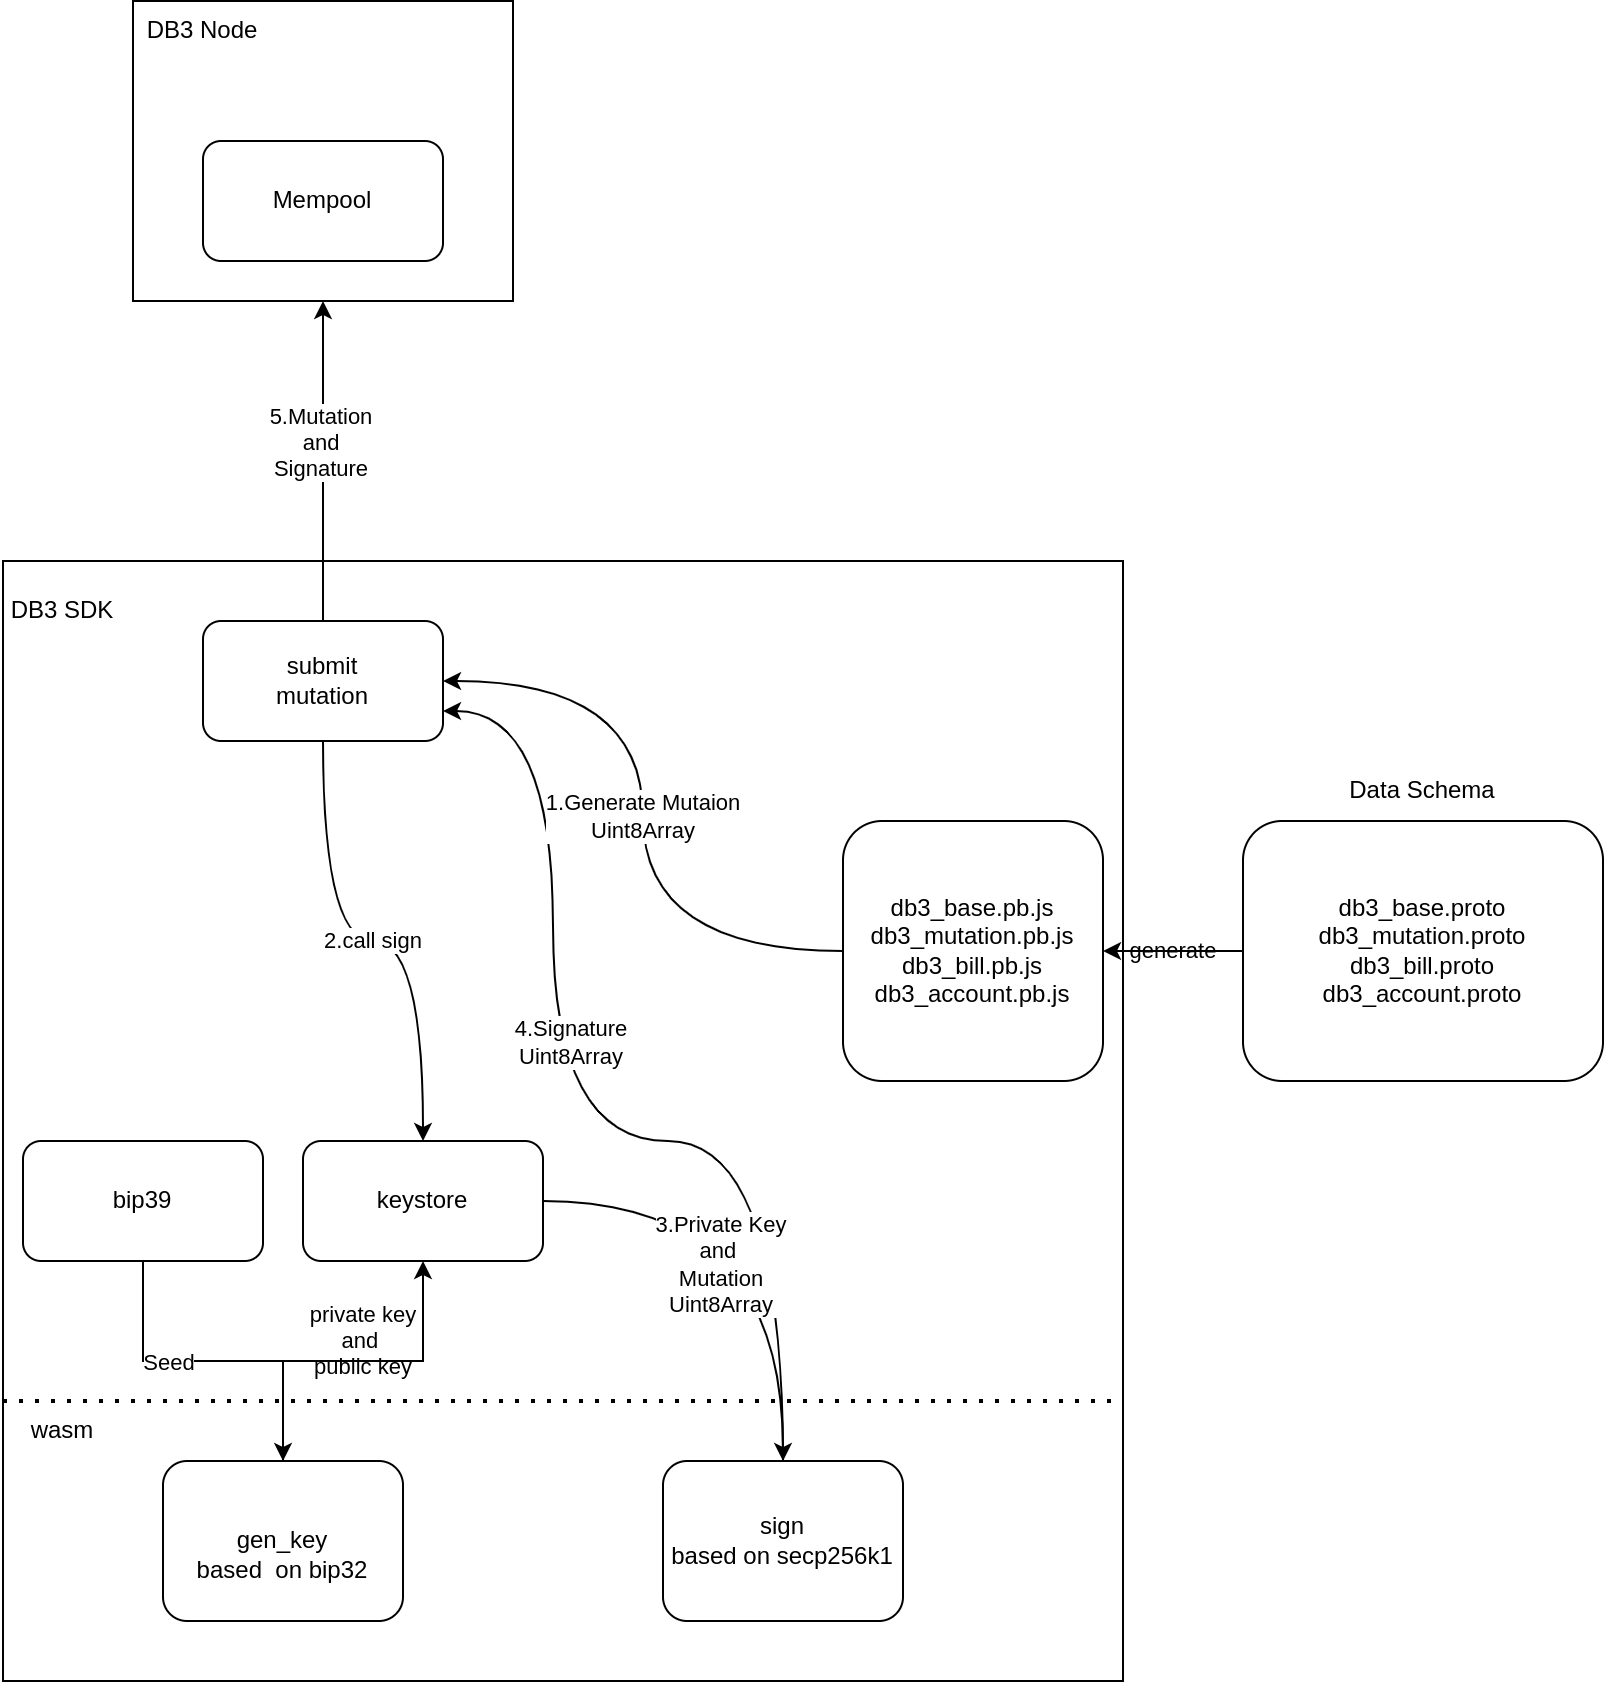 DB3 Node
Mempool
5.Mutation
and
Signature
DB3 SDK
submit
mutation
1.Generate Mutaion
Uint8Array
Data Schema
2.call sign
db3_base.pb.js
db3_mutation.pb.js
db3_bill.pb.js
db3_account.pb.js
generate
db3_base.proto
db3_mutation.proto
db3_bill.proto
db3_account.proto
4.Signature
Uint8Array
bip39
keystore
3.Private Key
and
Mutation
Uint8Array
private key
and
public key
Seed
wasm
gen_key
based  on bip32
sign
based on secp256k1